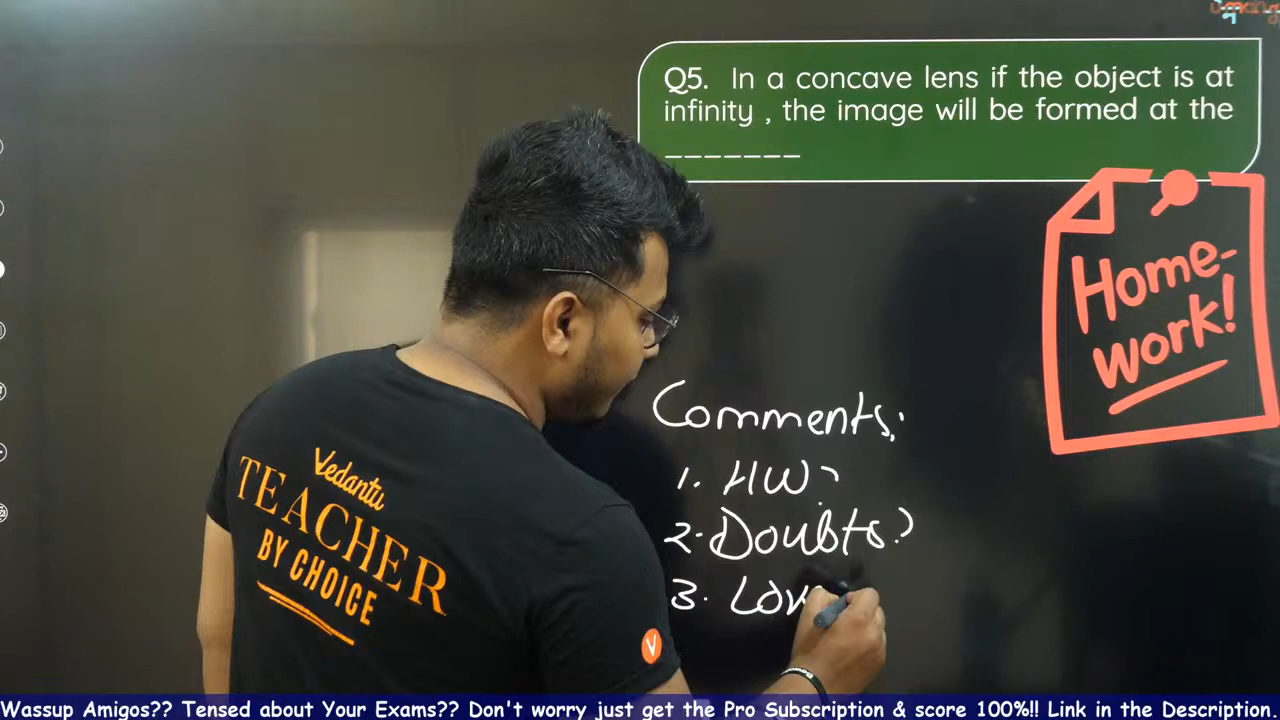 umang
Q5. In a concave lens if the object is at
infinity , the image will be formed at the
_______
Home-
work!
Comments:
1. HW?
2. Doubts?
3. Lov
Vedantu
TEACHER
BY CHOICE
V
Wassup Amigos?? Tensed about Your Exams?? Don't worry just get the Pro Subscription & score 100%!! Link in the Description.